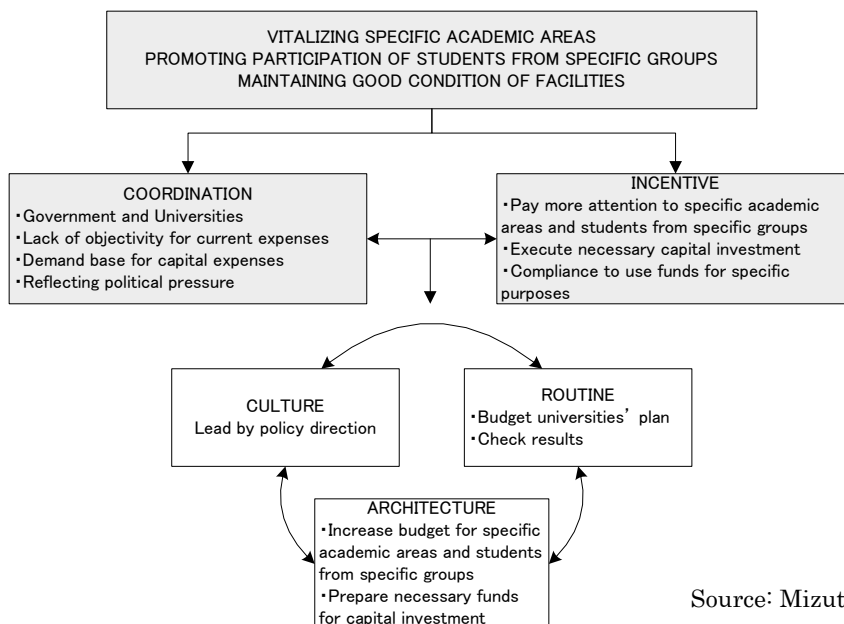 VITALIZING SPECIFIC ACADEMIC AREAS
PROMOTING PARTICIPATION OF STUDENTS FROM SPECIFIC GROUPS
MAINTAINING GOOD CONDITION OF FACILITIES
COORDINATION
・Government and Universities
・Lack of objectivity for current expenses
・Demand base for capital expenses
・Reflecting political pressure
INCENTIVE
・Pay more attention to specific academic
areas and students from specific groups
・Execute necessary capital investment
・Compliance to use funds for specific
purposes
CULTURE
Lead by policy direction
ROUTINE
・Budget universities’ plan
・Check results
ARCHITECTURE
・Increase budget for specific
academic areas and students
from specific groups
・Prepare necessary funds
for capital investment
Source: Mizut